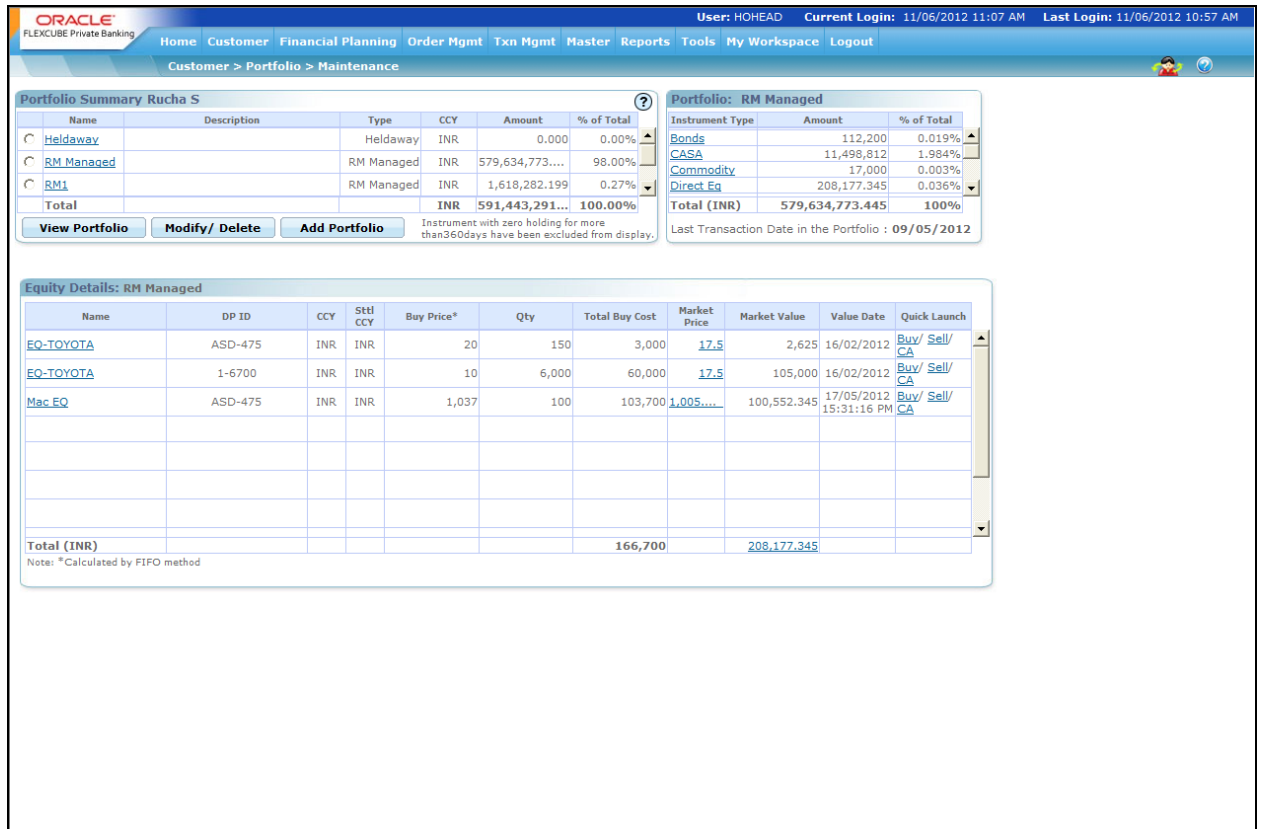 ORACLE
FLEXCUBE Private Banking
User: HOHEAD Current Login: 11/06/2012 11:07 AM Last Login: 11/06/2012 10:57 AM
Home Customer Financial Planning Order Mgmt Txn Mgmt Master Reports Tools My Workspace Logout
Customer > Portfolio > Maintenance
Portfolio Summary Rucha S
Name Description Type CCY Amount % of Total
Heldaway Heldaway INR 0.000 0.00%
RM Managed RM Managed INR 579,634,773.... 98.00%
RM1 RM Managed INR 1,618,282.199 0.27%
Total INR 591,443,291... 100.00%
View Portfolio Modify/ Delete Add Portfolio
Instrument with zero holding for more
than360days have been excluded from display.
Portfolio: RM Managed
Instrument Type Amount % of Total
Bonds 112,200 0.019%
CASA 11,498,812 1.984%
Commodity 17,000 0.003%
Direct Eq 208,177.345 0.036%
Total (INR) 579,634,773.445 100%
Last Transaction Date in the Portfolio : 09/05/2012
Equity Details: RM Managed
Name DP ID CCY Sttl CCY Buy Price* Qty Total Buy Cost Market Price Market Value Value Date Quick Launch
EQ-TOYOTA ASD-475 INR INR 20 150 3,000 17.5 2,625 16/02/2012 Buy/ Sell/ CA
EQ-TOYOTA 1-6700 INR INR 10 6,000 60,000 17.5 105,000 16/02/2012 Buy/ Sell/ CA
Mac EQ ASD-475 INR INR 1,037 100 103,700 1,005.... 100,552.345 17/05/2012 15:31:16 PM Buy/ Sell/ CA
Total (INR) 166,700 208,177.345
Note: *Calculated by FIFO method